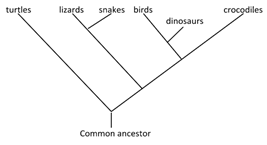 turtles lizards snakes birds crocodiles
dinosaurs
Common ancestor